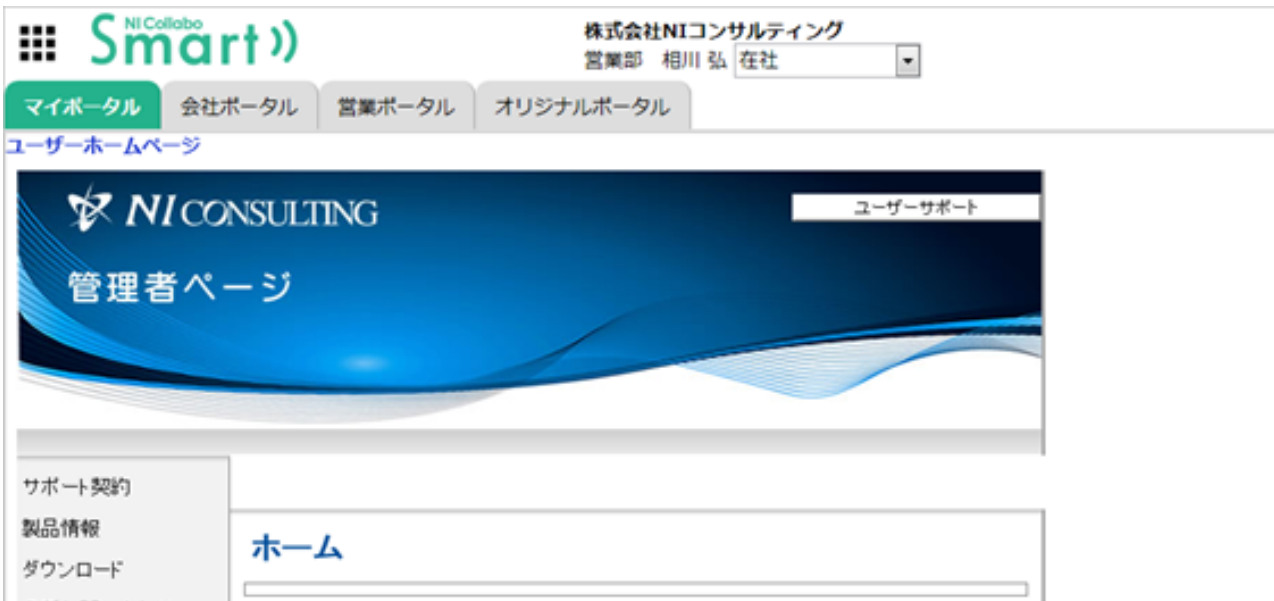 NI Collabo
Smart
株式会社NIコンサルティング
営業部 相川 弘 在社
マイポータル 会社ポータル 営業ポータル オリジナルポータル
ユーザーホームページ
NI CONSULTING
ユーザーサポート
管理者ページ
サポート契約
製品情報
ホーム
ダウンロード